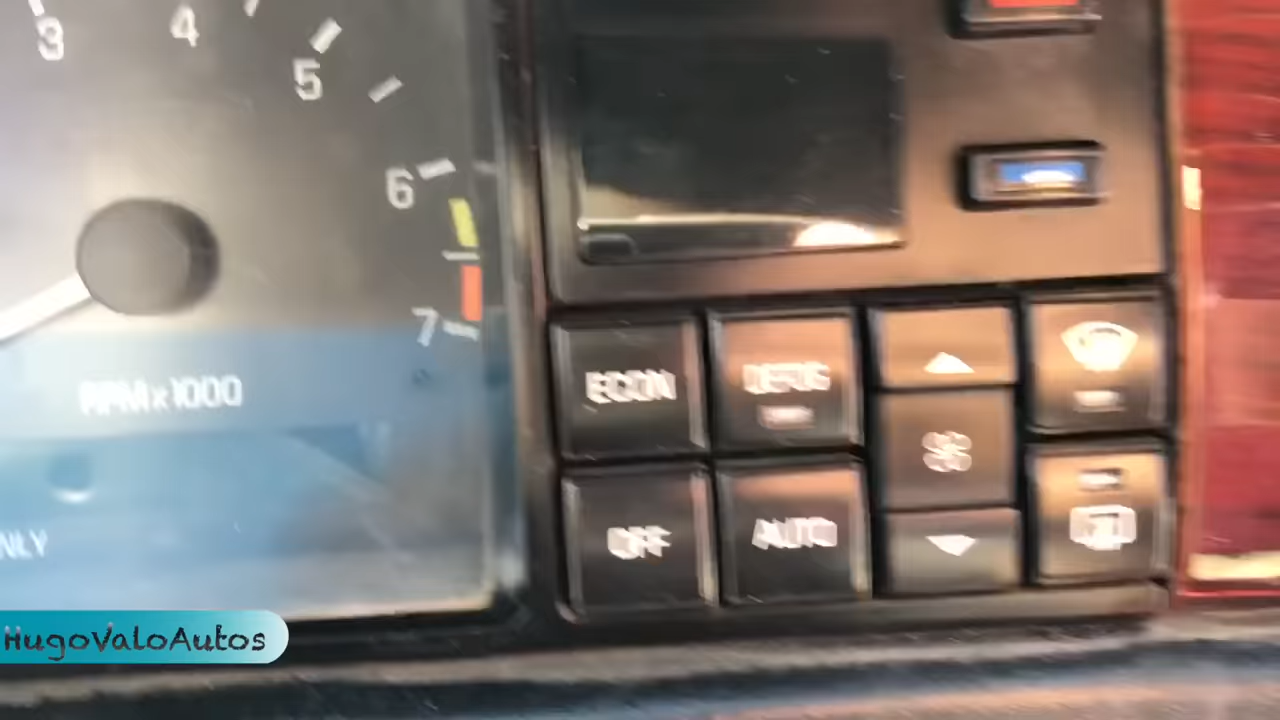 3
4
5
6
7
RPM x 1000
NLY
ECON
DEFOG
OFF
AUTO
HugoValoAutos